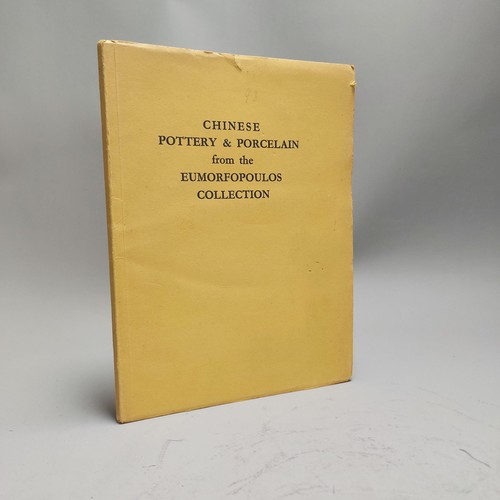 CHINESE
POTTERY & PORCELAIN
from the
EUMORFOPOULOS
COLLECTION